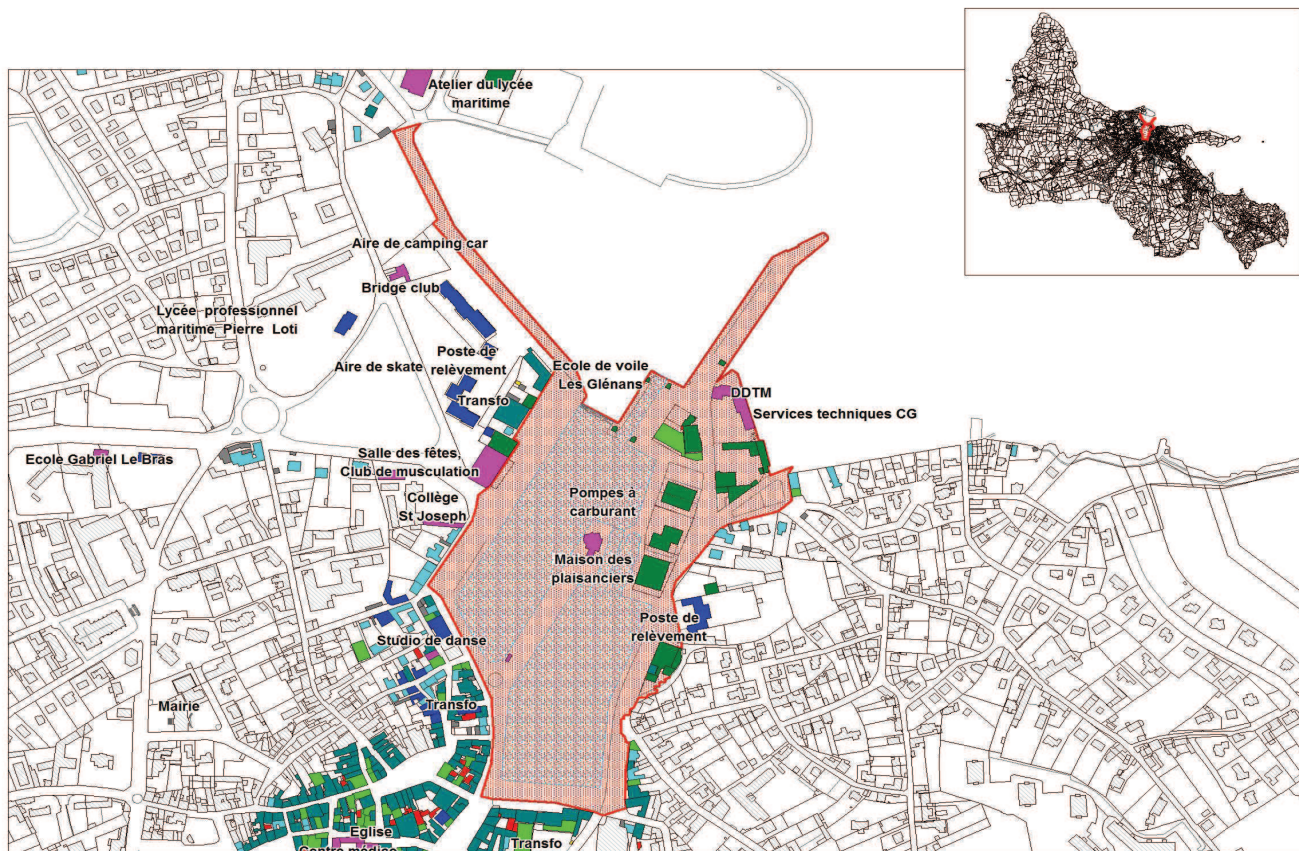 Atelier du lycée
maritime
Aire de camping car
Bridge club
Lycée professionnel
maritime Pierre Loti
Poste de
relèvement
Aire de skate
Ecole de voile
Les Glénans
Transfo
DDTM
Services techniques CG
Ecole Gabriel Le Bras
Salle des fêtes,
Club de musculation
Collège
St Joseph
Pompes à
carburant
Maison des
plaisanciers
Poste de
relèvement
Studio de danse
Mairie
Transfo
Eglise
Centre médico
Transfo